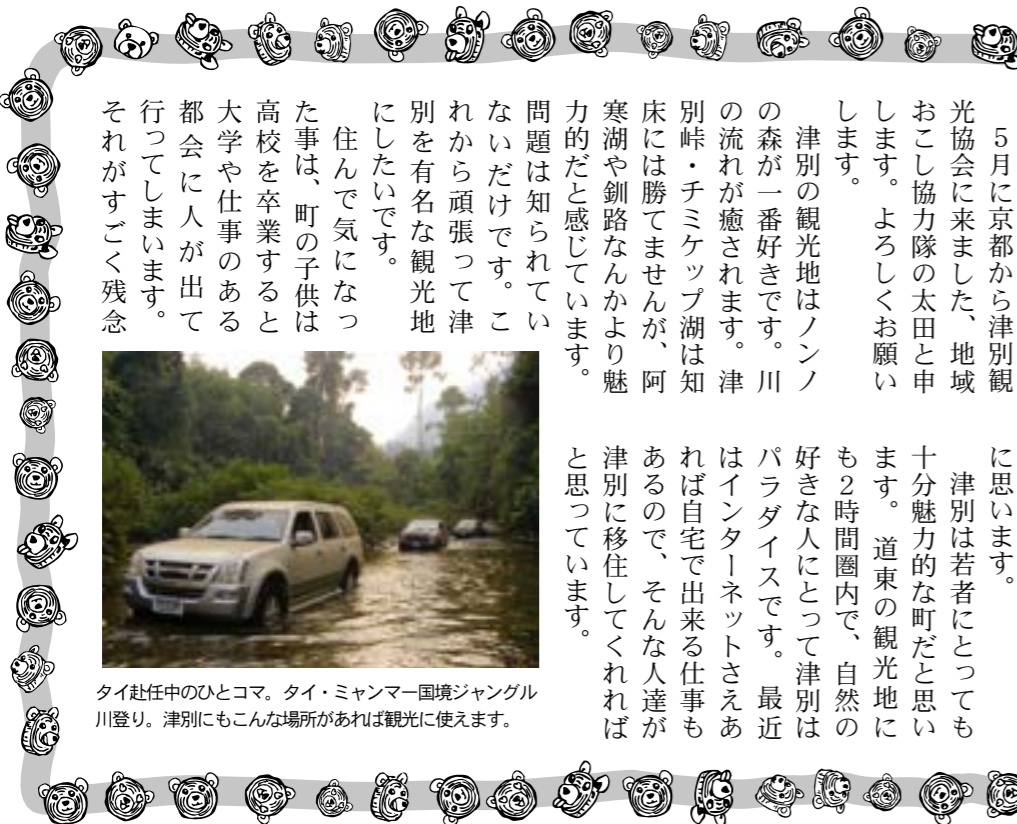 ５月に京都から津別観
光協会に来ました、地域
おこし協力隊の太田と申
します。よろしくお願い
します。
津別の観光地はノンノ
の森が一番好きです。川
の流れが癒されます。津
別峠・チミケップ湖は知
床には勝てませんが、阿
寒湖や釧路なんかより魅
力的だと感じています。
問題は知られてい
ないだけです。こ
れから頑張って津
別を有名な観光地
にしたいです。
住んで気になっ
た事は、町の子供は
高校を卒業すると
大学や仕事のある
都会に人が出て
行ってしまいます。
それがすごく残念
に思います。
津別は若者にとっても
十分魅力的な町だと思い
ます。道東の観光地に
も２時間圏内で、自然の
好きな人にとって津別は
パラダイスです。最近
はインターネットさえあ
れば自宅で出来る仕事も
あるので、そんな人達が
津別に移住してくれれば
と思っています。
タイ赴任中のひとコマ。タイ・ミャンマー国境ジャングル
川登り。津別にもこんな場所があれば観光に使えます。